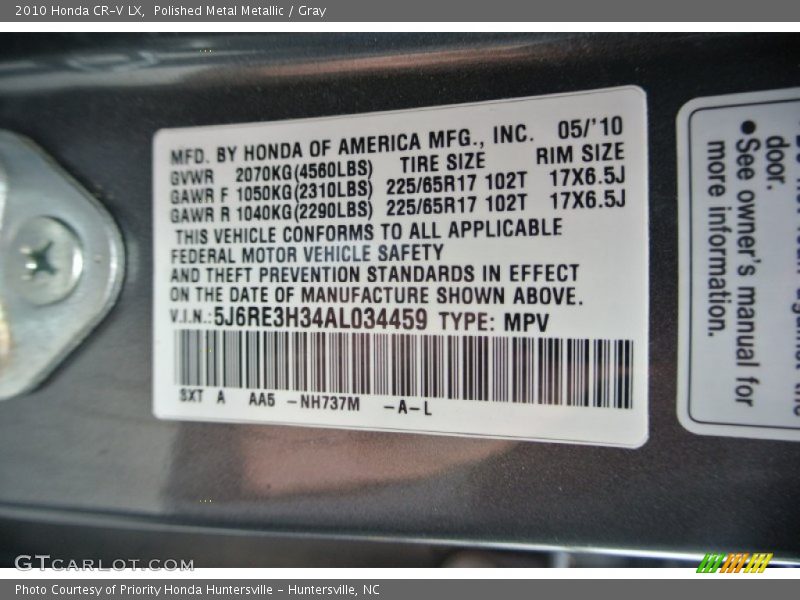 2010 Honda CR-V LX, Polished Metal Metallic / Gray
MFD. BY HONDA OF AMERICA MFG., INC. 05/'10
GVWR 2070KG(4560LBS) TIRE SIZE RIM SIZE
GAWR F 1050KG(2310LBS) 225/65R17 102T 17X6.5J
GAWR R 1040KG(2290LBS) 225/65R17 102T 17X6.5J
THIS VEHICLE CONFORMS TO ALL APPLICABLE
FEDERAL MOTOR VEHICLE SAFETY
AND THEFT PREVENTION STANDARDS IN EFFECT
ON THE DATE OF MANUFACTURE SHOWN ABOVE.
V.I.N.:5J6RE3H34AL034459 TYPE: MPV
SXT A AA5 -NH737M -A-L
door.
●See owner's manual for
more information.
GTCARLOT.COM
Photo Courtesy of Priority Honda Huntersville - Huntersville, NC